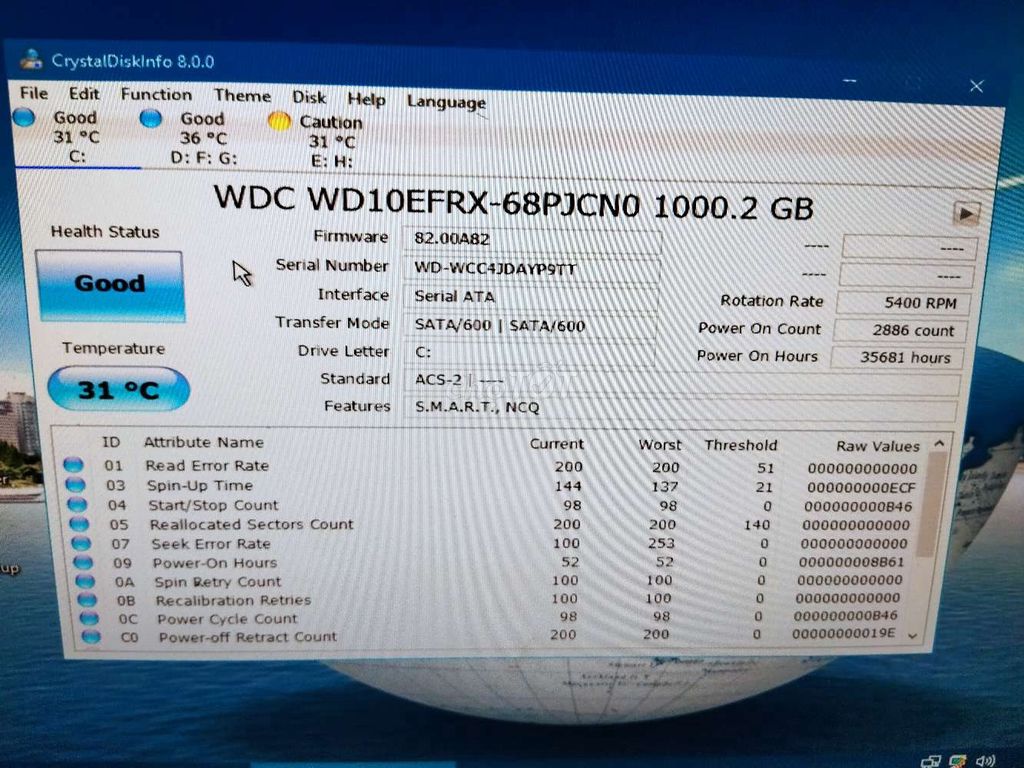 CrystalDiskInfo 8.0.0
File Edit Function Theme Disk Help Language
Good Good Caution
31 °C 36 °C 31 °C
C: D: F: G: E: H:
WDC WD10EFRX-68PJCN0 1000.2 GB
Health Status
Good
Temperature
31 °C
Firmware 82.00A82 ---- ----
Serial Number WD-WCC4JDAYP9TT ---- ----
Interface Serial ATA Rotation Rate 5400 RPM
Transfer Mode SATA/600 | SATA/600 Power On Count 2886 count
Drive Letter C: Power On Hours 35681 hours
Standard ACS-2 | ----
Features S.M.A.R.T., NCQ
ID Attribute Name Current Worst Threshold Raw Values
01 Read Error Rate 200 200 51 000000000000
03 Spin-Up Time 144 137 21 000000000ECF
04 Start/Stop Count 98 98 0 000000000B46
05 Reallocated Sectors Count 200 200 140 000000000000
07 Seek Error Rate 100 253 0 000000000000
09 Power-On Hours 52 52 0 000000008B61
0A Spin Retry Count 100 100 0 000000000000
0B Recalibration Retries 100 100 0 000000000000
0C Power Cycle Count 98 98 0 000000000B46
C0 Power-off Retract Count 200 200 0 00000000019E
up